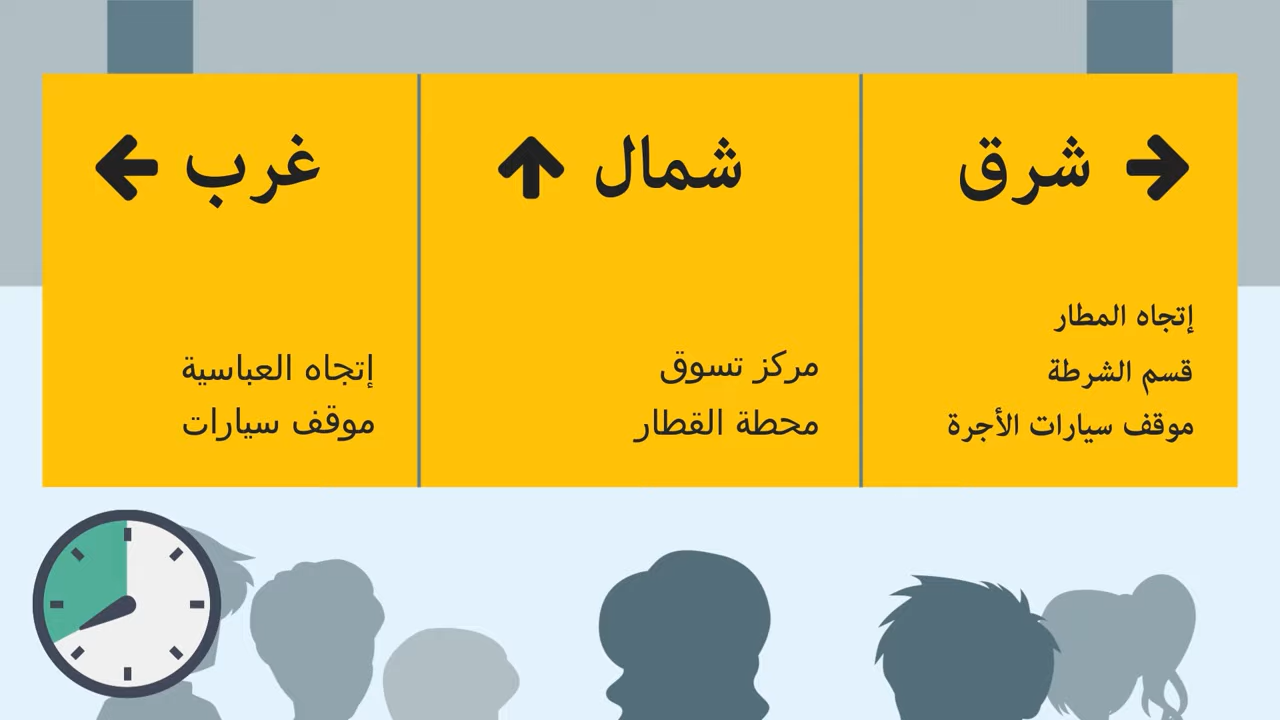 شرق
إتجاه المطار
قسم الشرطة
موقف سيارات الأجرة
شمال
مركز تسوق
محطة القطار
غرب
إتجاه العباسية
موقف سيارات